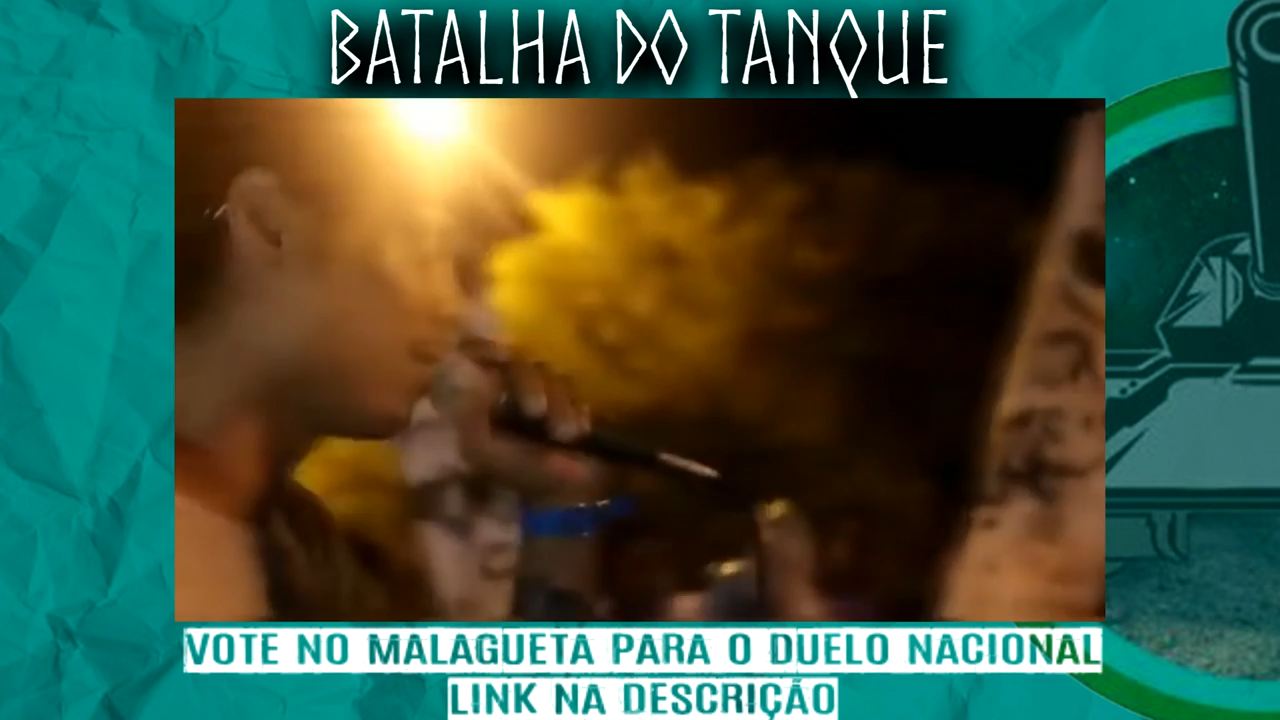 BATALHA DO TANQUE
VOTE NO MALAGUETA PARA O DUELO NACIONAL
LINK NA DESCRIÇÃO